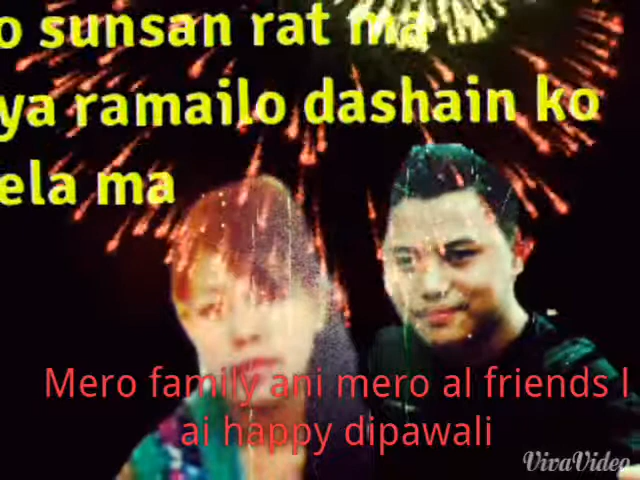 o sunsan rat ma
ya ramailo dashain ko
ela ma
Mero family ani mero al friends l
ai happy dipawali
VivaVideo